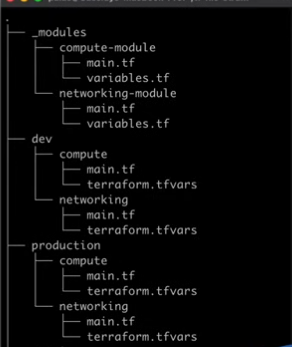 .
├── _modules
│   ├── compute-module
│   │   ├── main.tf
│   │   └── variables.tf
│   └── networking-module
│       ├── main.tf
│       └── variables.tf
├── dev
│   ├── compute
│   │   ├── main.tf
│   │   └── terraform.tfvars
│   └── networking
│       ├── main.tf
│       └── terraform.tfvars
├── production
│   ├── compute
│   │   ├── main.tf
│   │   └── terraform.tfvars
│   └── networking
│       ├── main.tf
│       └── terraform.tfvars